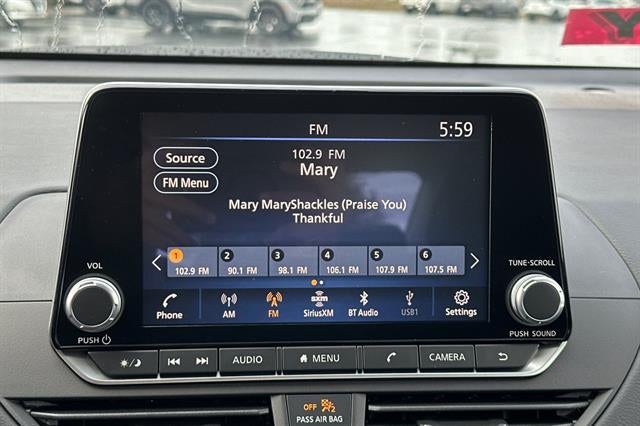 Y
FM
5:59
Source
102.9 FM
Mary
FM Menu
Mary MaryShackles (Praise You)
Thankful
1 2 3 4 5 6
102.9 FM 90.1 FM 98.1 FM 106.1 FM 107.9 FM 107.5 FM
Phone AM FM SiriusXM BT Audio USB1 Settings
sxm
VOL
PUSH
TUNE·SCROLL
PUSH SOUND
AUDIO MENU CAMERA
OFF 2
PASS AIR BAG